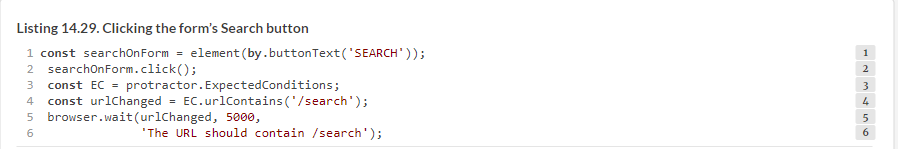 Listing 14.29. Clicking the form's Search button
1 const searchOnForm = element(by.buttonText('SEARCH')); 1
2 searchOnForm.click(); 2
3 const EC = protractor.ExpectedConditions; 3
4 const urlChanged = EC.urlContains('/search'); 4
5 browser.wait(urlChanged, 5000, 5
6 'The URL should contain /search'); 6